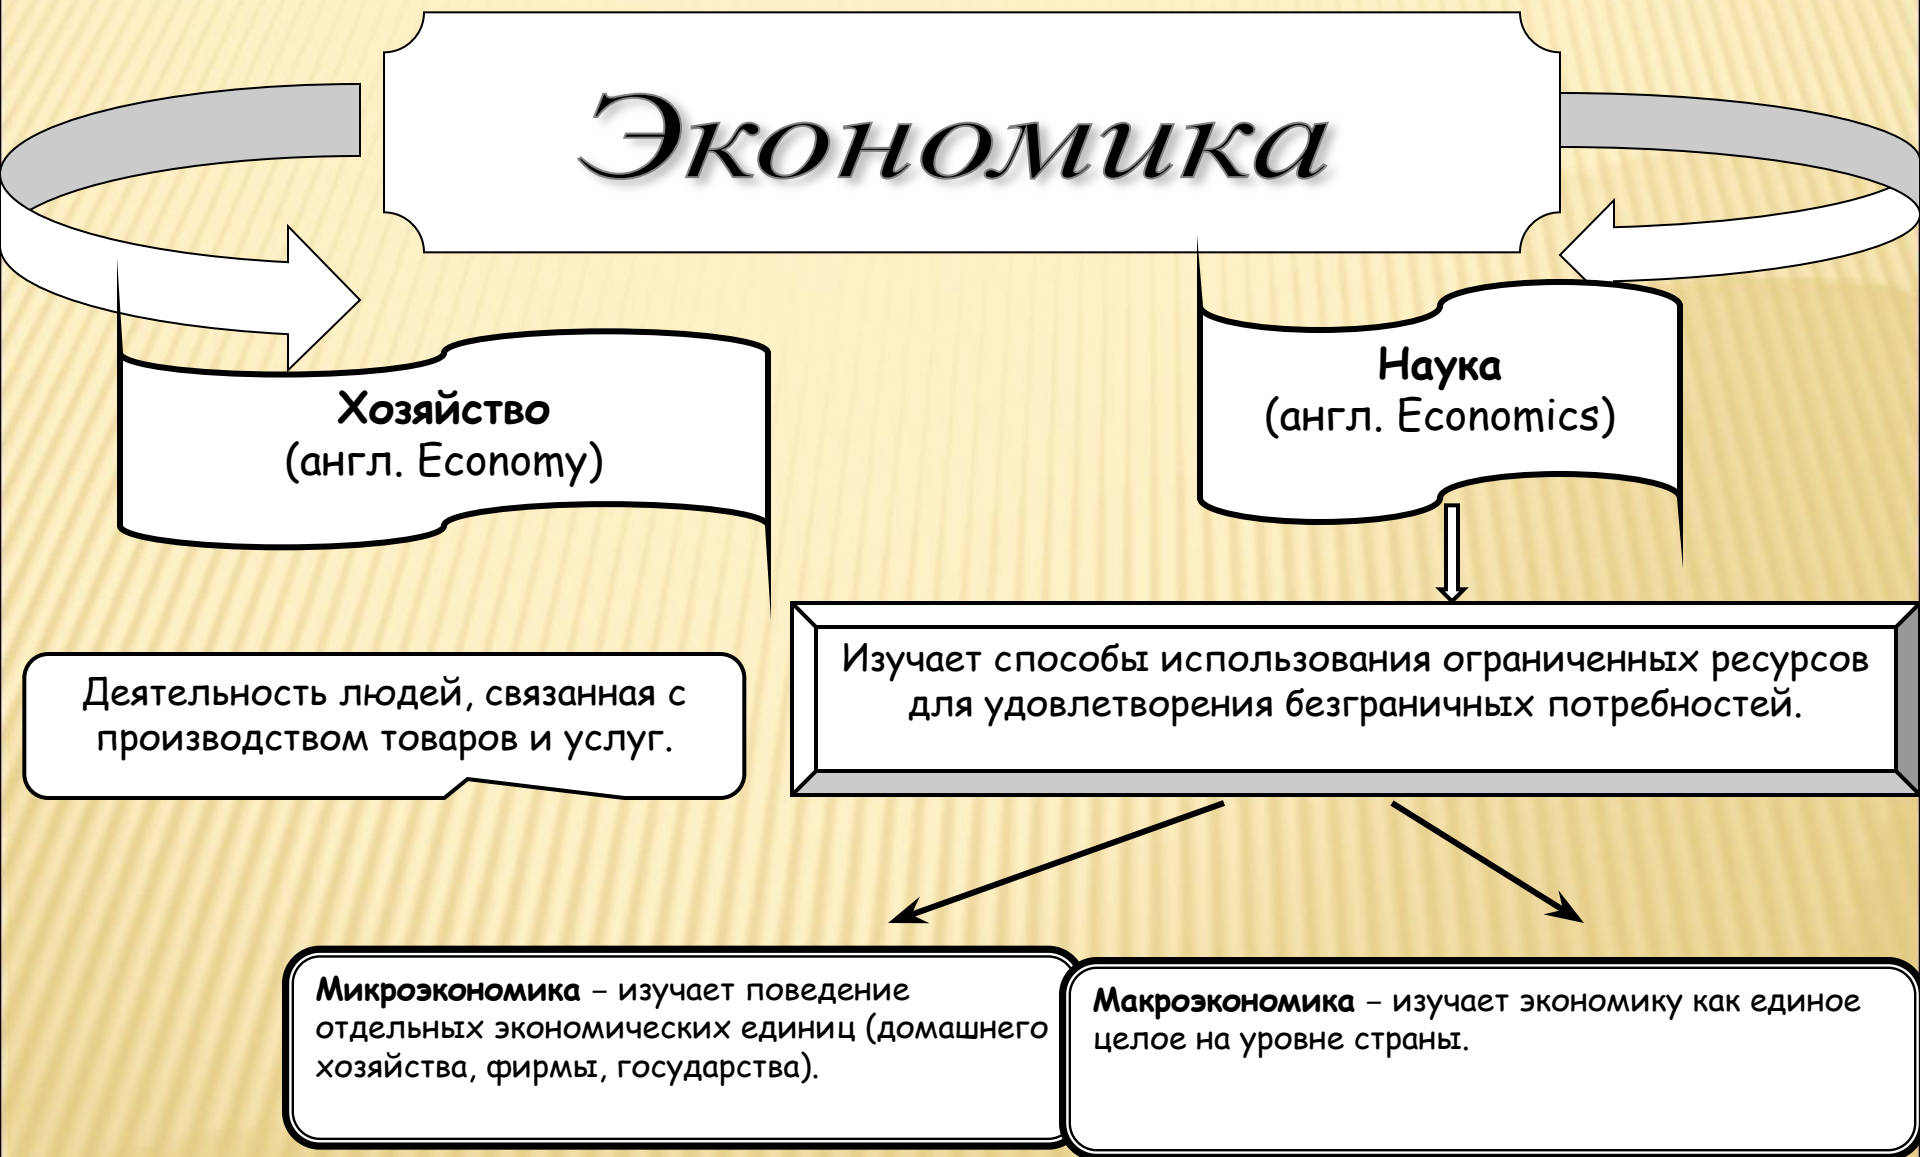 Экономика
Хозяйство
(англ. Economy)
Наука
(англ. Economics)
Деятельность людей, связанная с
производством товаров и услуг.
Изучает способы использования ограниченных ресурсов
для удовлетворения безграничных потребностей.
Микроэкономика – изучает поведение
отдельных экономических единиц (домашнего
хозяйства, фирмы, государства).
Макроэкономика – изучает экономику как единое
целое на уровне страны.